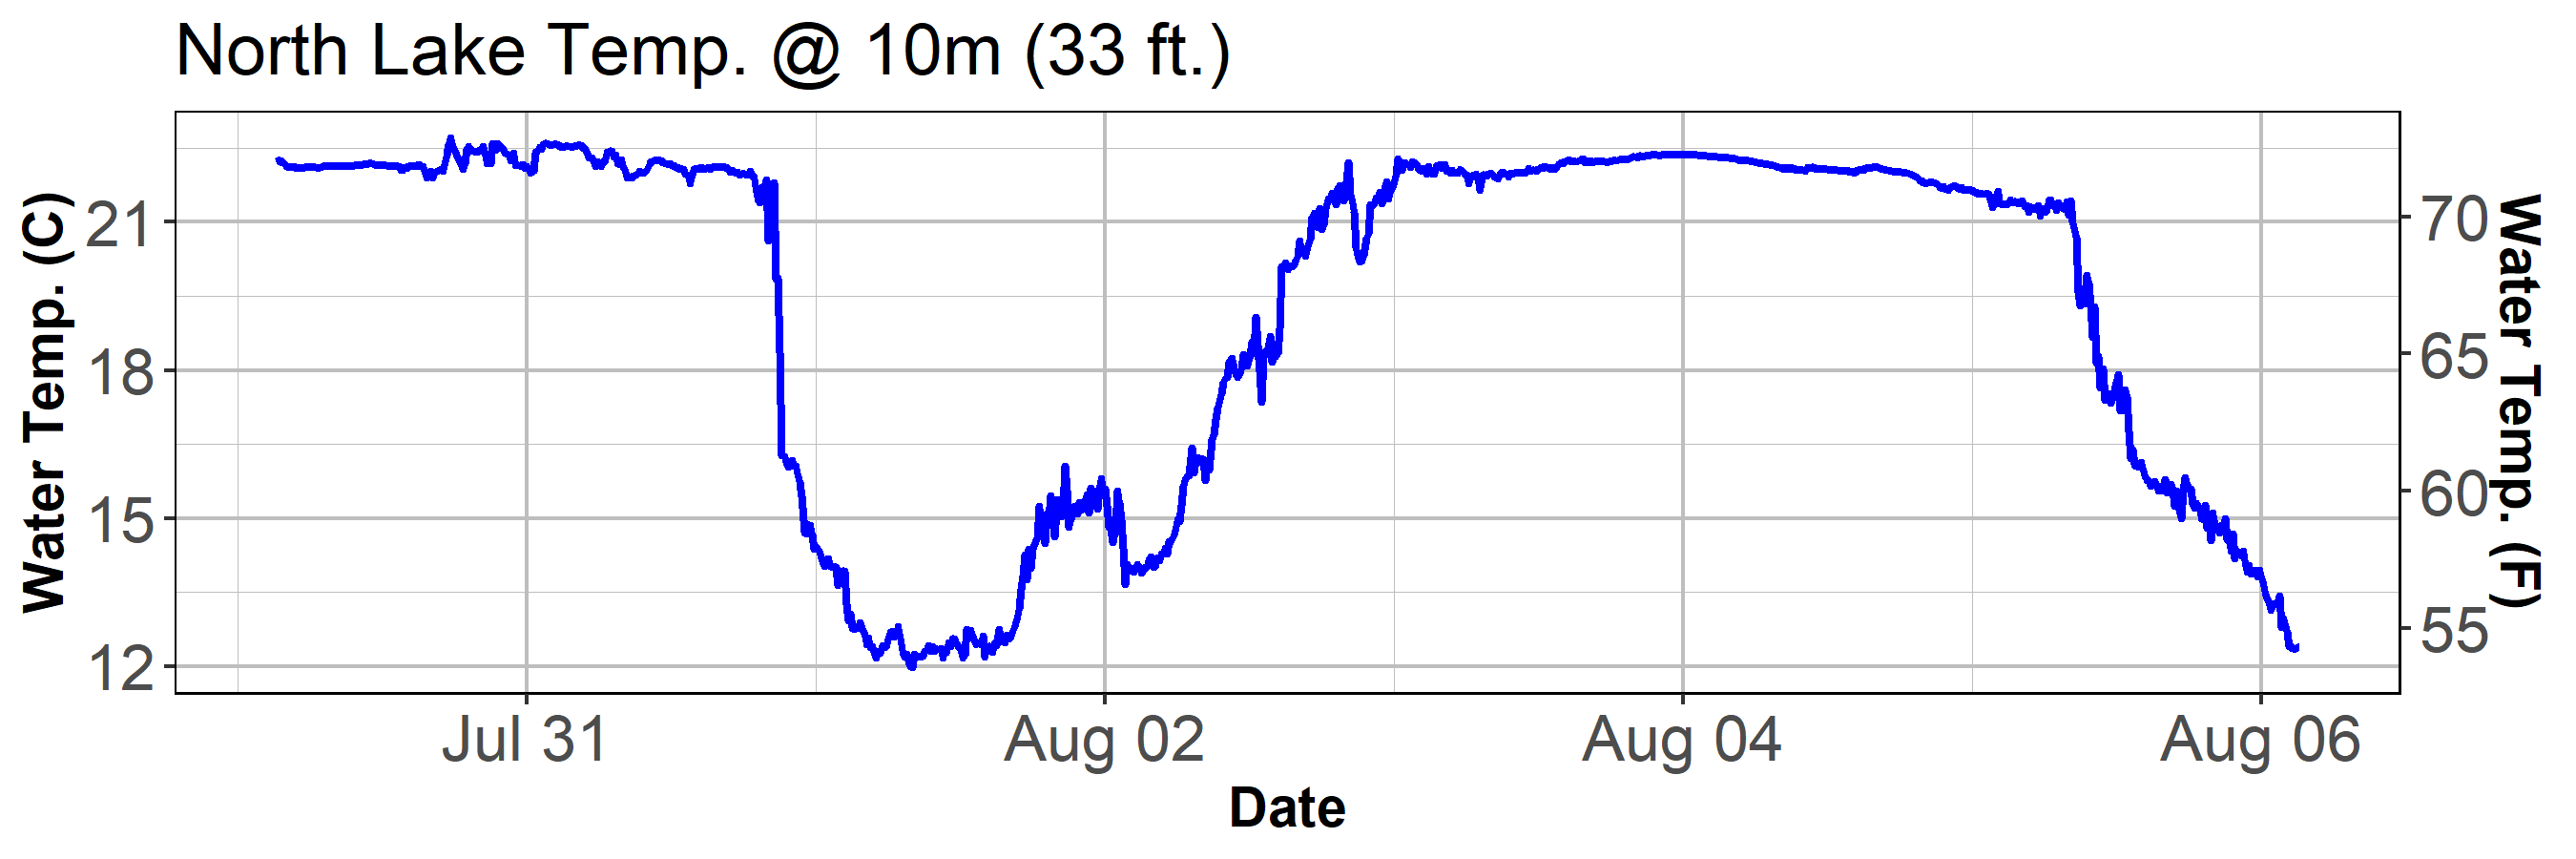 North Lake Temp. @ 10m (33 ft.)
Water Temp. (C)
21
18
15
12
70
65
60
55
Water Temp. (F)
Jul 31 Aug 02 Aug 04 Aug 06
Date